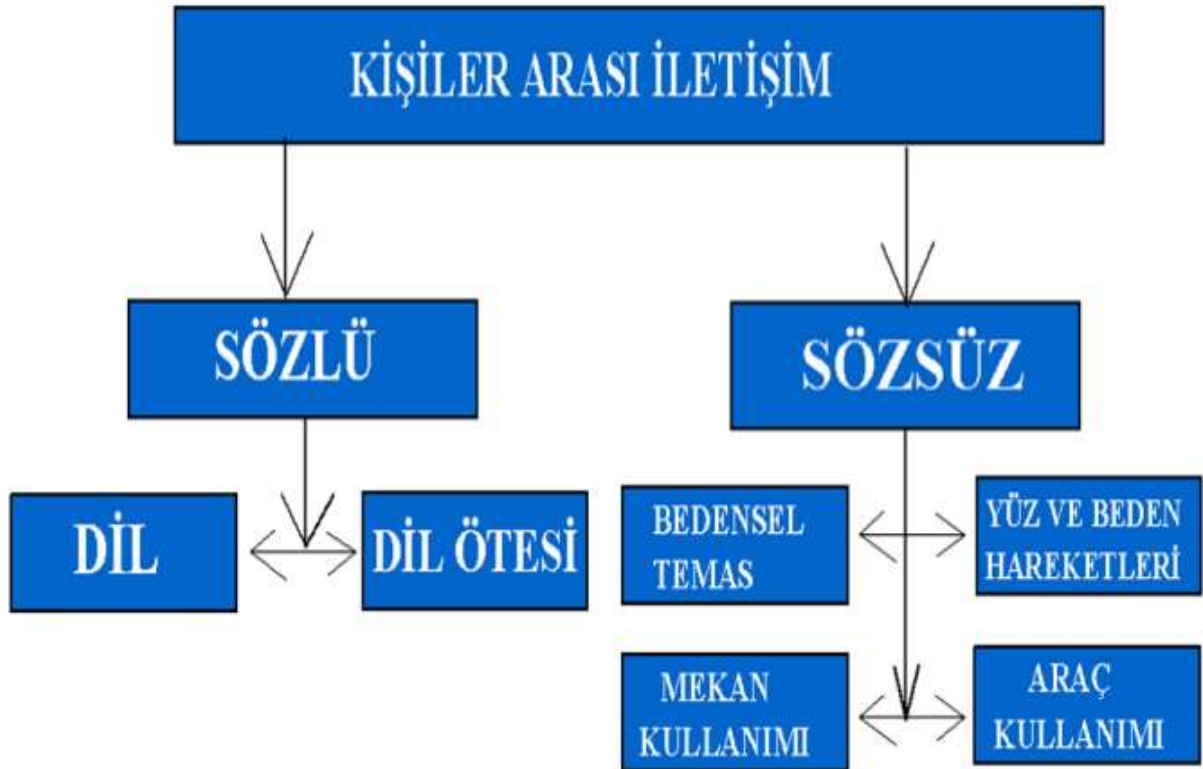 KİŞİLER ARASI İLETİŞİM
SÖZLÜ
SÖZSÜZ
DİL
DİL ÖTESİ
BEDENSEL
TEMAS
YÜZ VE BEDEN
HAREKETLERİ
MEKAN
KULLANIMI
ARAÇ
KULLANIMI